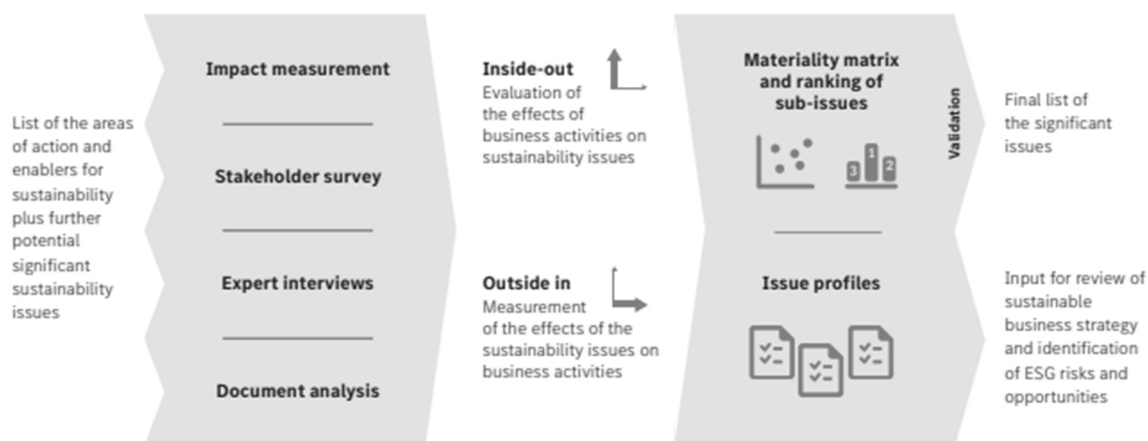 List of the areas
of action and
enablers for
sustainability
plus further
potential
significant
sustainability
issues
Impact measurement
Stakeholder survey
Expert interviews
Document analysis
Inside-out
Evaluation of
the effects of
business activities on
sustainability issues
Outside in
Measurement
of the effects of the
sustainability issues on
business activities
Materiality matrix
and ranking of
sub-issues
3 1 2
Issue profiles
Validation
Final list of
the significant
issues
Input for review of
sustainable
business strategy
and identification
of ESG risks and
opportunities